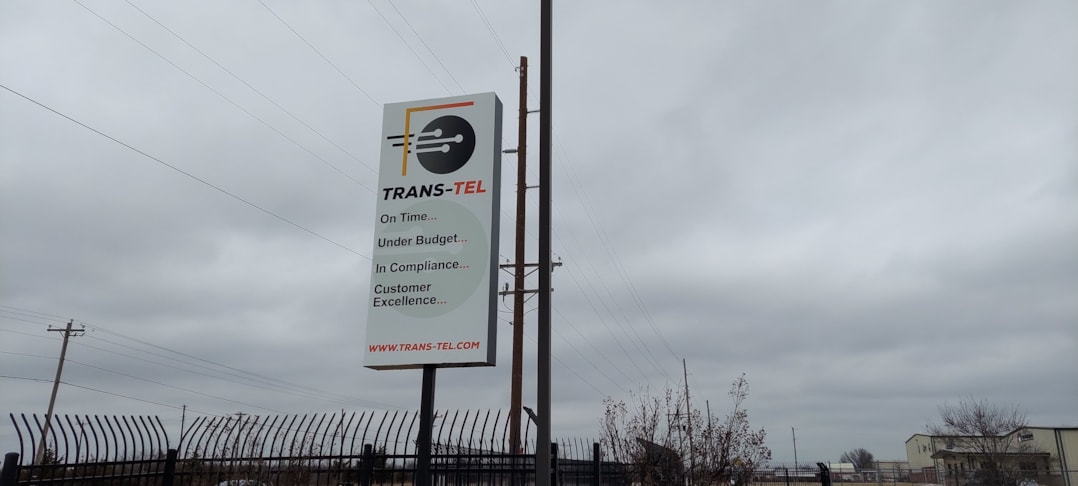 TRANS-TEL
On Time...
Under Budget...
In Compliance...
Customer
Excellence...
WWW.TRANS-TEL.COM